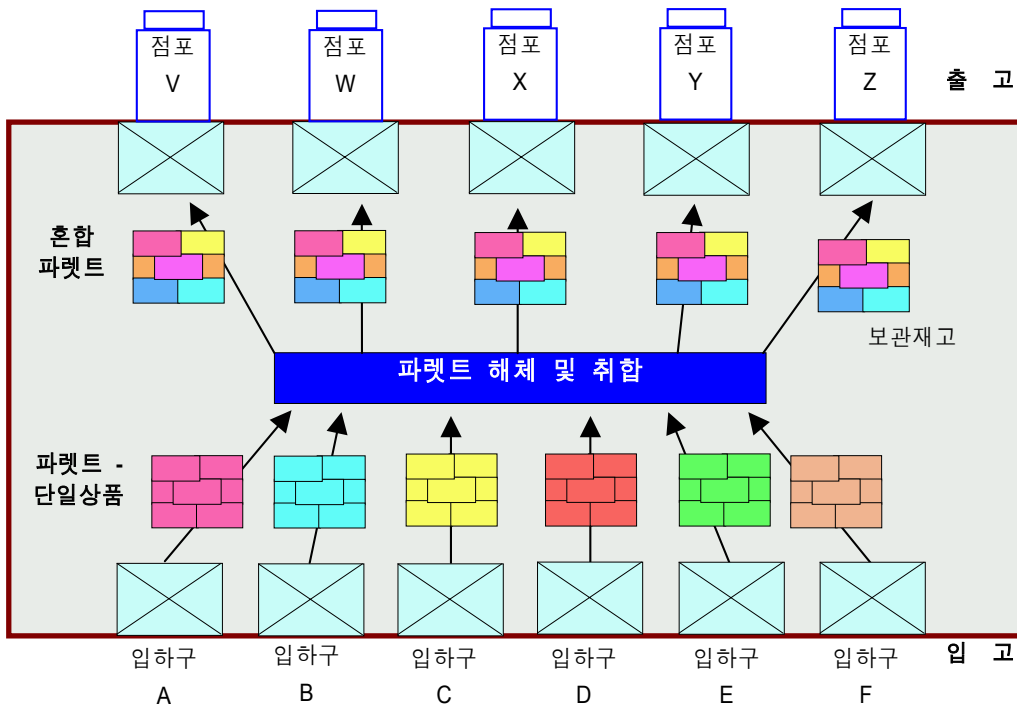 점포 점포 점포 점포 점포
V W X Y Z
출 고
혼합
파렛트
보관재고
파렛트 해체 및 취합
파렛트 -
단일상품
입하구 입하구 입하구 입하구 입하구 입하구
입 고
A B C D E F